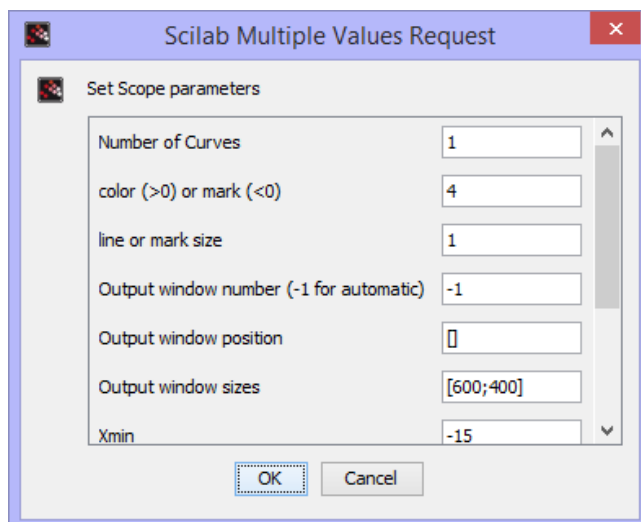 Scilab Multiple Values Request
Set Scope parameters
Number of Curves 1
color (>0) or mark (<0) 4
line or mark size 1
Output window number (-1 for automatic) -1
Output window position []
Output window sizes [600;400]
Xmin -15
OK Cancel